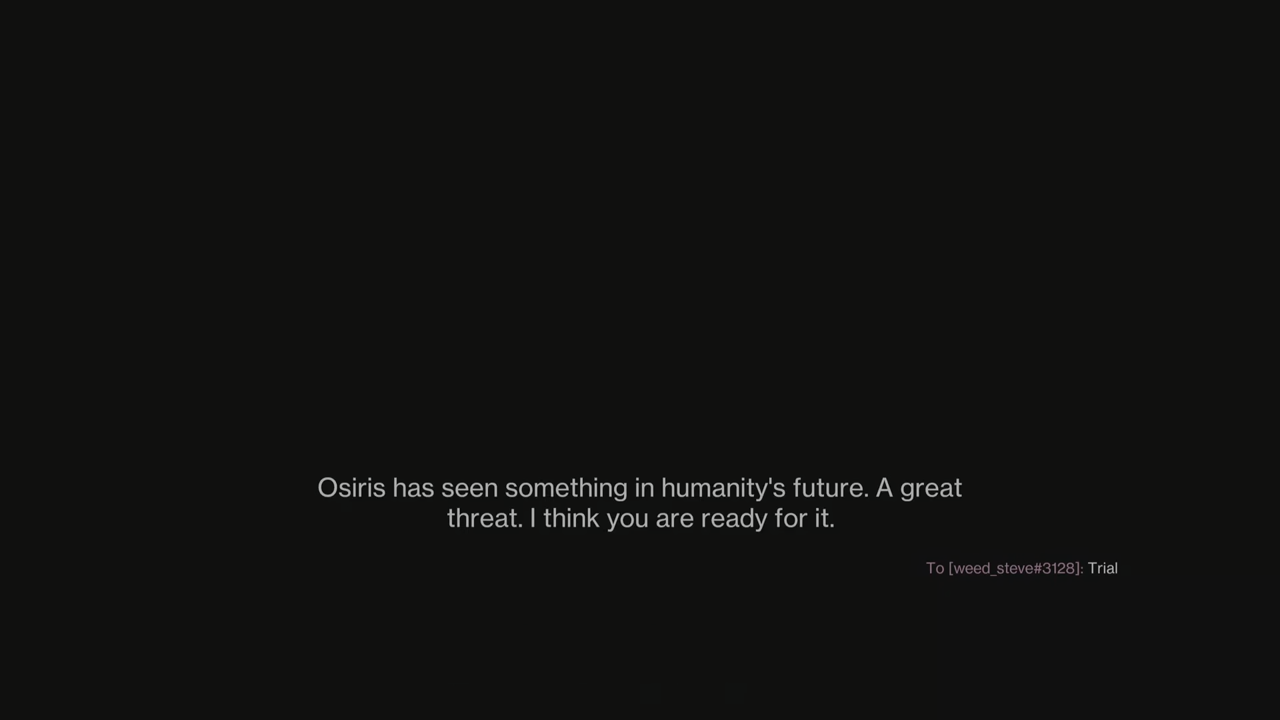 Osiris has seen something in humanity's future. A great
threat. I think you are ready for it.
To [weed_steve#3128]: Trial